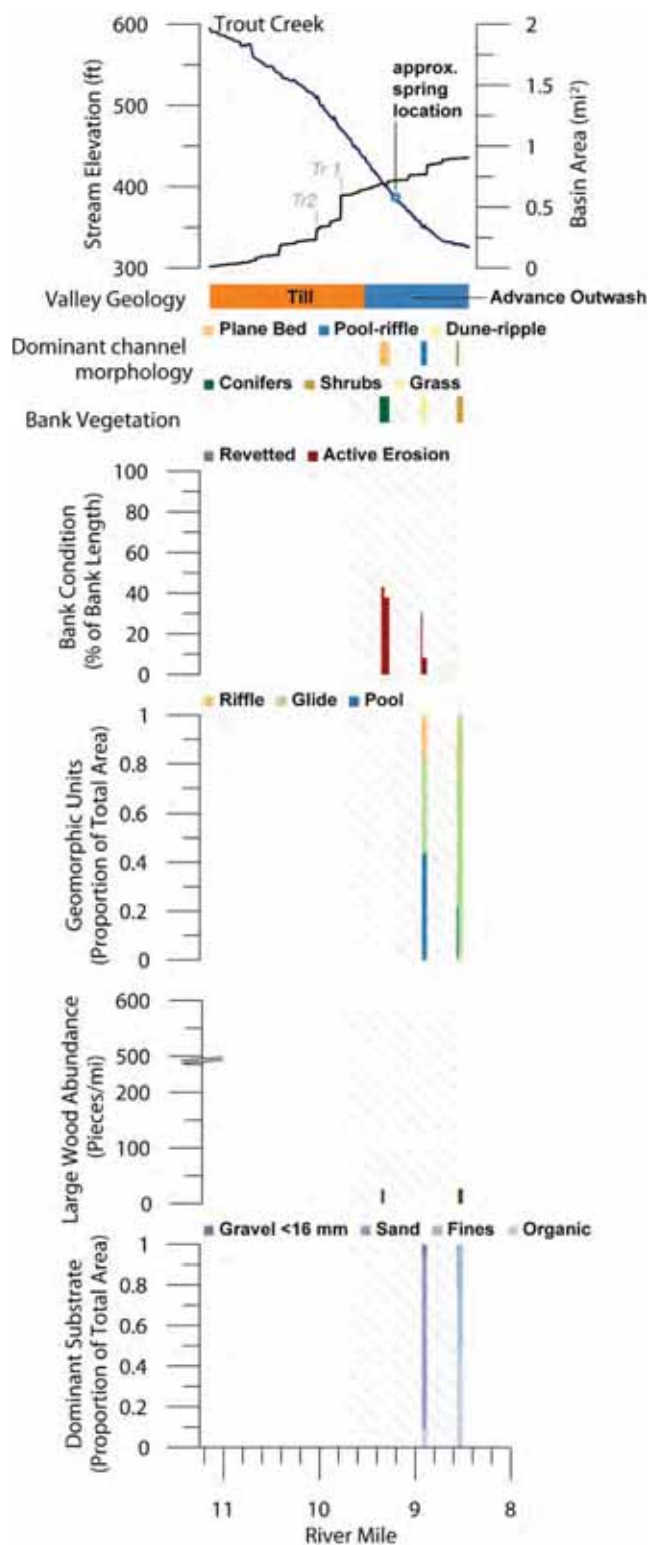 Trout Creek
600
500
400
300
Stream Elevation (ft)
2
1.5
1
0.5
0
Basin Area (mi²)
approx.
spring
location
Tr 1
Tr2
Valley Geology
Till
Advance Outwash
Plane Bed Pool-riffle Dune-ripple
Dominant channel
morphology
Conifers Shrubs Grass
Bank Vegetation
Revetted Active Erosion
100
80
60
40
20
0
Bank Condition
(% of Bank Length)
Riffle Glide Pool
1
0.8
0.6
0.4
0.2
0
Geomorphic Units
(Proportion of Total Area)
600
500
200
100
0
Large Wood Abundance
(Pieces/mi)
Gravel <16 mm Sand Fines Organic
1
0.8
0.6
0.4
0.2
0
Dominant Substrate
(Proportion of Total Area)
11 10 9 8
River Mile